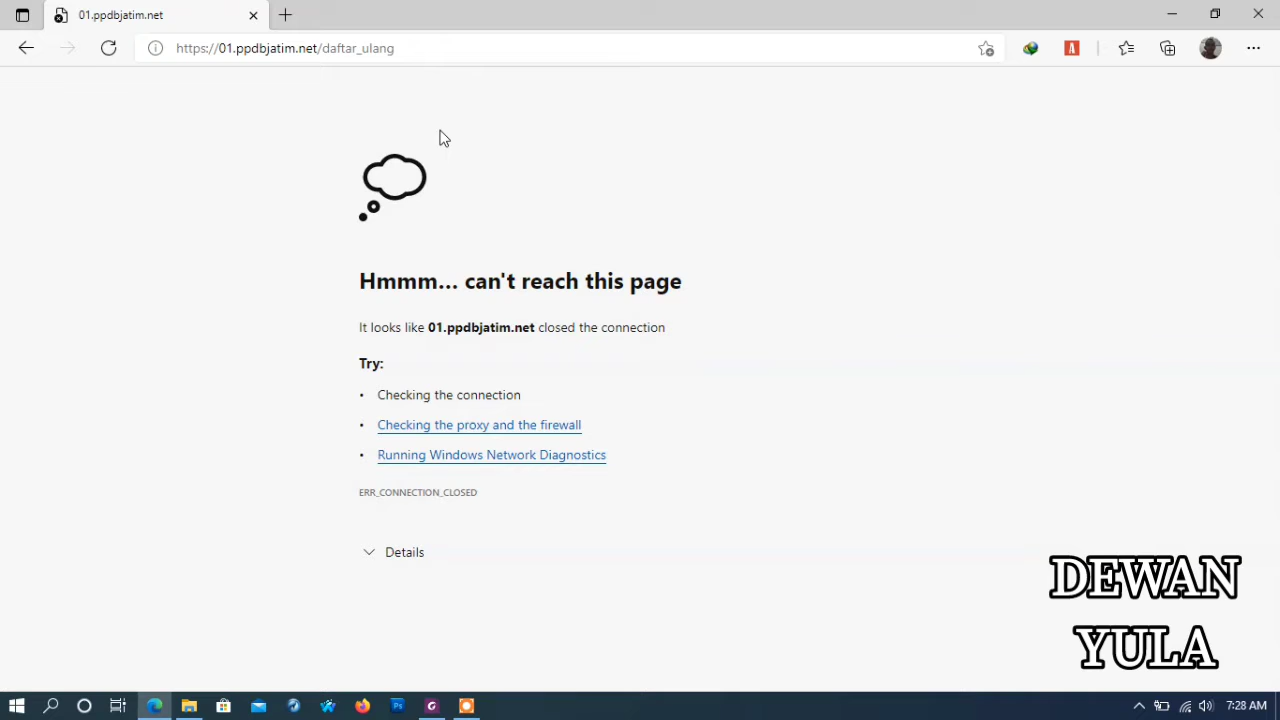 01.ppdbjatim.net
https://01.ppdbjatim.net/daftar_ulang
A
Hmmm... can't reach this page
It looks like 01.ppdbjatim.net closed the connection
Try:
• Checking the connection
• Checking the proxy and the firewall
• Running Windows Network Diagnostics
ERR_CONNECTION_CLOSED
Details
DEWAN
YULA
Ps
7:28 AM